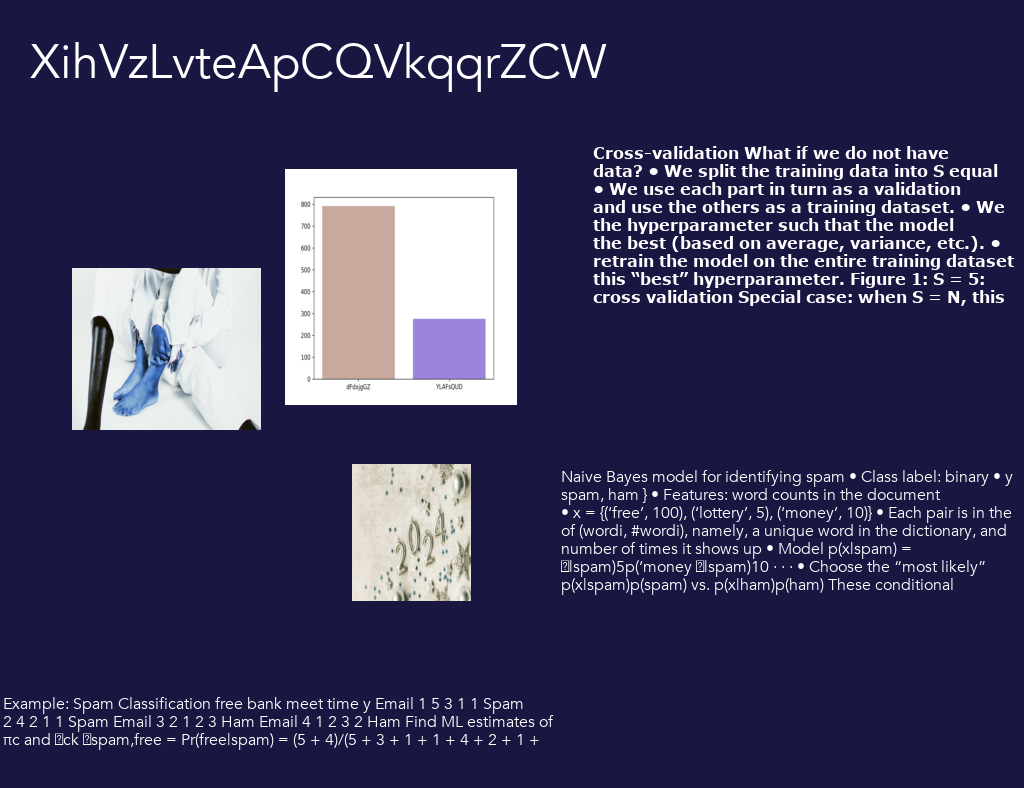 XihVzLvteApCQVkqqrZCW
Cross-validation What if we do not have
data? • We split the training data into S equal
• We use each part in turn as a validation
and use the others as a training dataset. • We
the hyperparameter such that the model
the best (based on average, variance, etc.). •
retrain the model on the entire training dataset
this “best” hyperparameter. Figure 1: S = 5:
cross validation Special case: when S = N, this
800
700
600
500
400
300
200
100
0
dFdxjgGZ YLAFsQUD
2024
Naive Bayes model for identifying spam • Class label: binary • y
spam, ham } • Features: word counts in the document
• x = {(‘free’, 100), (‘lottery’, 5), (‘money’, 10)} • Each pair is in the
of (wordi, #wordi), namely, a unique word in the dictionary, and
number of times it shows up • Model p(xlspam) =
lspam)5p(‘money lspam)10 · · · • Choose the “most likely”
p(xlspam)p(spam) vs. p(xlham)p(ham) These conditional
Example: Spam Classification free bank meet time y Email 1 5 3 1 1 Spam
2 4 2 1 1 Spam Email 3 2 1 2 3 Ham Email 4 1 2 3 2 Ham Find ML estimates of
πc and ck spam,free = Pr(freelspam) = (5 + 4)/(5 + 3 + 1 + 1 + 4 + 2 + 1 +